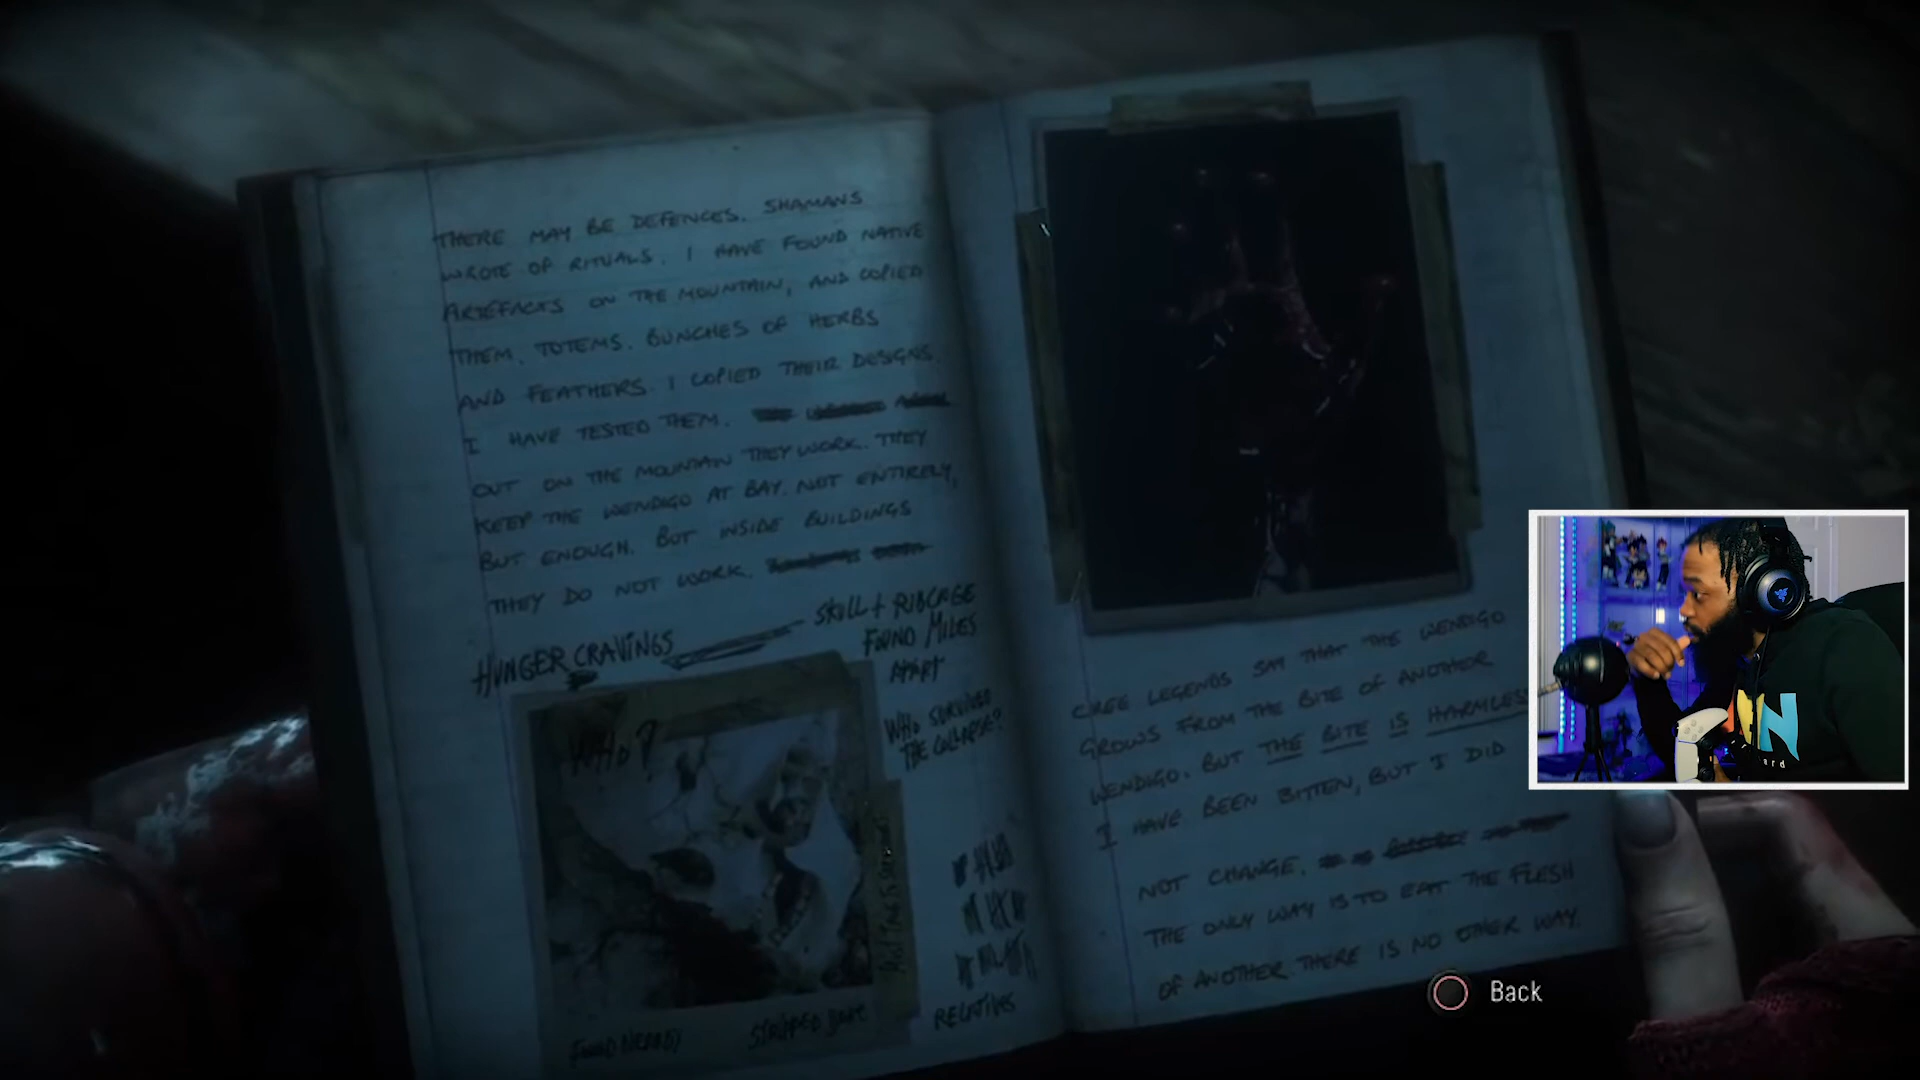 THERE MAY BE DEFENCES. SHAMANS
WROTE OF RITUALS. I HAVE FOUND NATIVE
ARTEFACTS ON THE MOUNTAIN, AND COPIED
THEM. TOTEMS. BUNCHES OF HERBS
AND FEATHERS. I COPIED THEIR DESIGNS.
I HAVE TESTED THEM.
OUT ON THE MOUNTAIN THEY WORK. THEY
KEEP THE WENDIGO AT BAY. NOT ENTIRELY,
BUT ENOUGH. BUT INSIDE BUILDINGS
THEY DO NOT WORK.
HUNGER CRAVINGS
SKULL + RIBCAGE
FOUND MILES
APART
WHO?
WHO SURVIVED
THE COLLAPSE?
FOUND NEARBY
STRIPPED BARE
RELATIVES
CREE LEGENDS SAY THAT THE WENDIGO
GROWS FROM THE BITE OF ANOTHER
WENDIGO. BUT THE BITE IS HARMLESS
I HAVE BEEN BITTEN, BUT I DID
NOT CHANGE.
THE ONLY WAY IS TO EAT THE FLESH
OF ANOTHER. THERE IS NO OTHER WAY.
Back